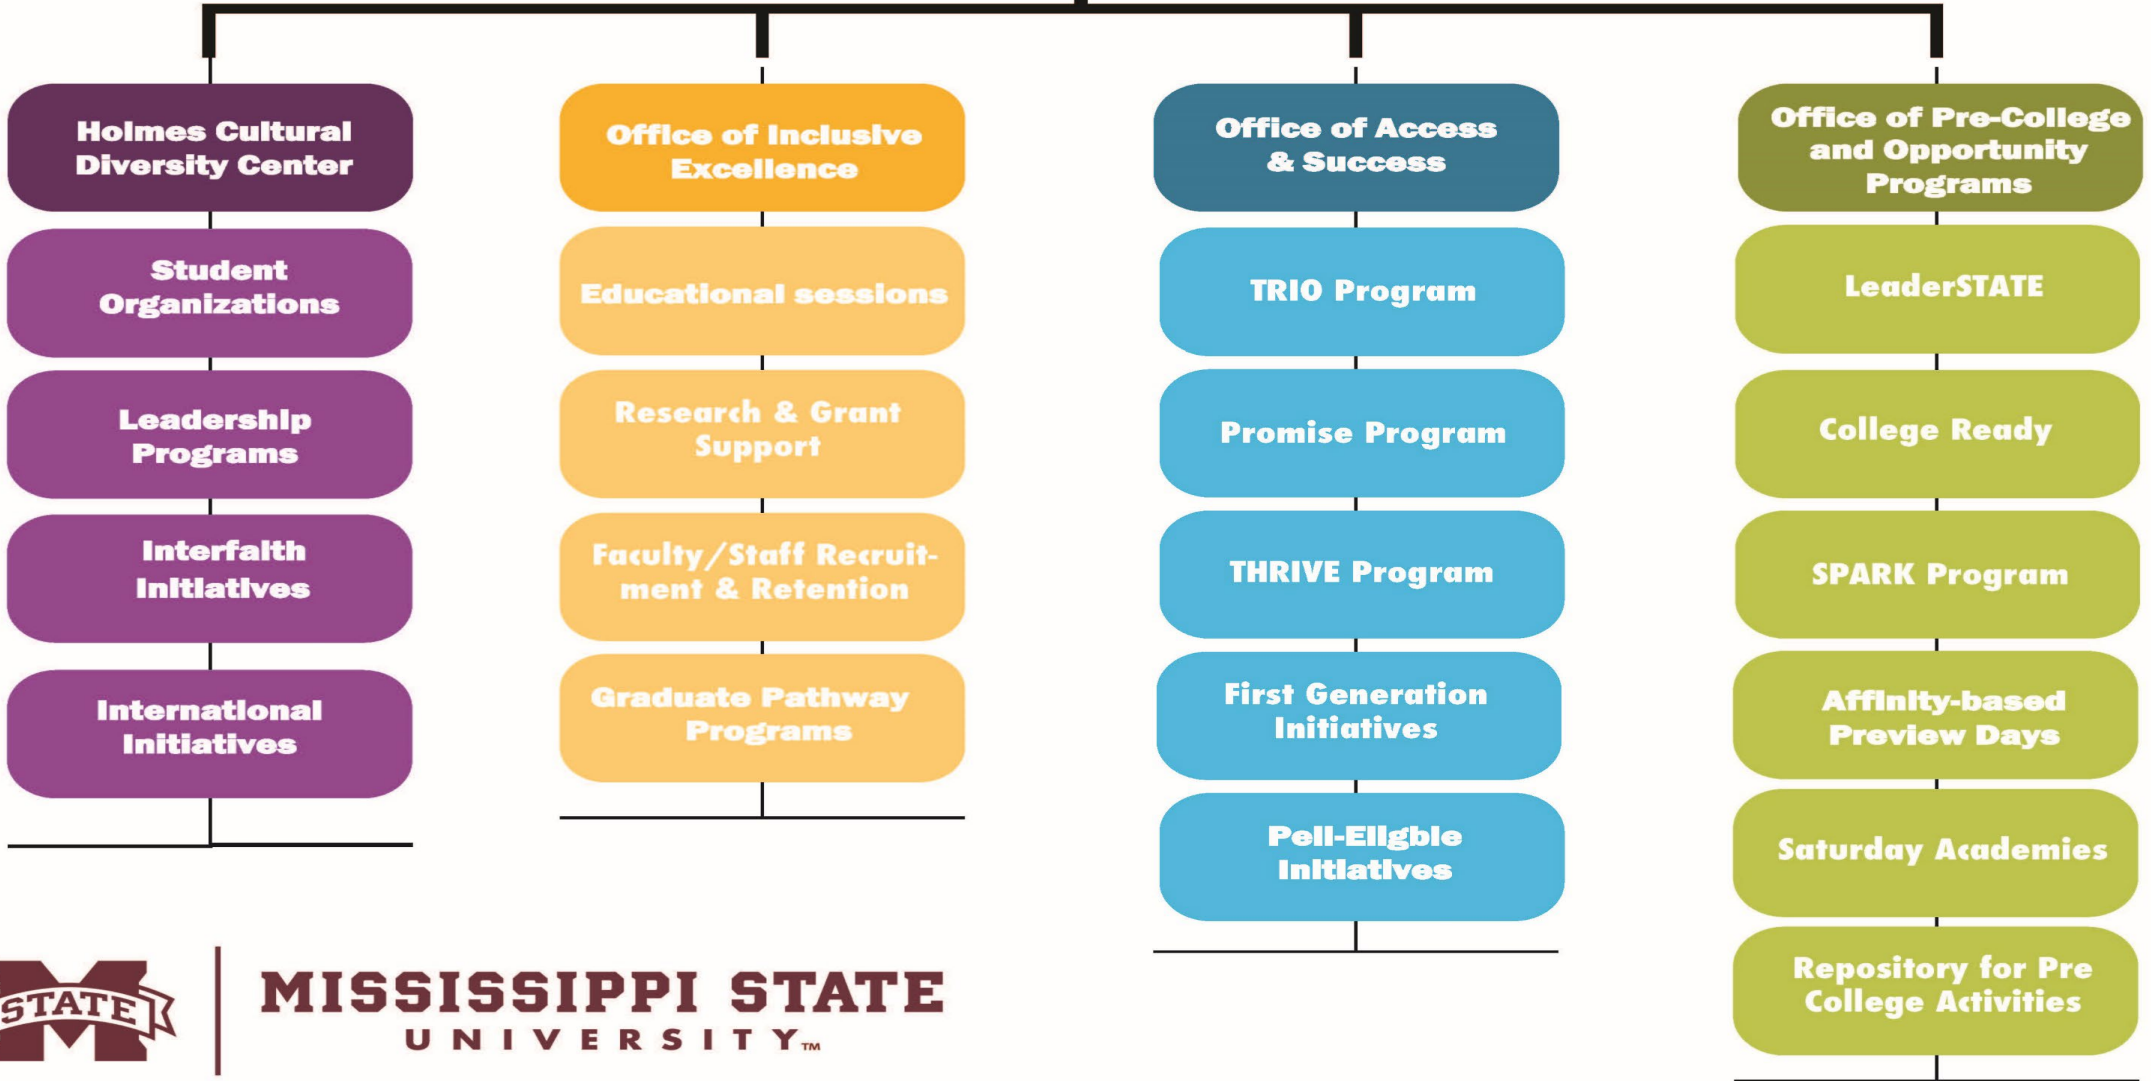 Holmes Cultural
Diversity Center
Student
Organizations
Leadership
Programs
Interfaith
Initiatives
International
Initiatives
Office of Inclusive
Excellence
Educational sessions
Research & Grant
Support
Faculty/Staff Recruit-
ment & Retention
Graduate Pathway
Programs
Office of Access
& Success
TRIO Program
Promise Program
THRIVE Program
First Generation
Initiatives
Pell-Eligble
Initiatives
Office of Pre-College
and Opportunity
Programs
LeaderSTATE
College Ready
SPARK Program
Affinity-based
Preview Days
Saturday Academies
Repository for Pre
College Activities
STATE
MISSISSIPPI STATE
UNIVERSITY™